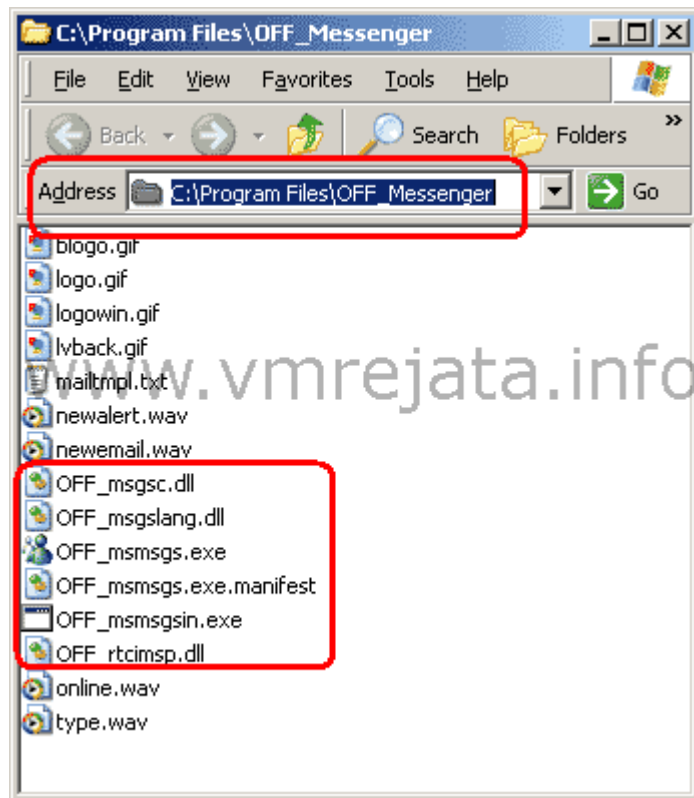 C:\Program Files\OFF_Messenger
File Edit View Favorites Tools Help
Back Search Folders »
Address C:\Program Files\OFF_Messenger Go
blogo.gif
logo.gif
logowin.gif
lvback.gif
mailtmpl.txt
www.vmrejata.info
newalert.wav
newemail.wav
OFF_msgsc.dll
OFF_msgslang.dll
OFF_msmsgs.exe
OFF_msmsgs.exe.manifest
OFF_msmsgsin.exe
OFF_rtcimsp.dll
online.wav
type.wav